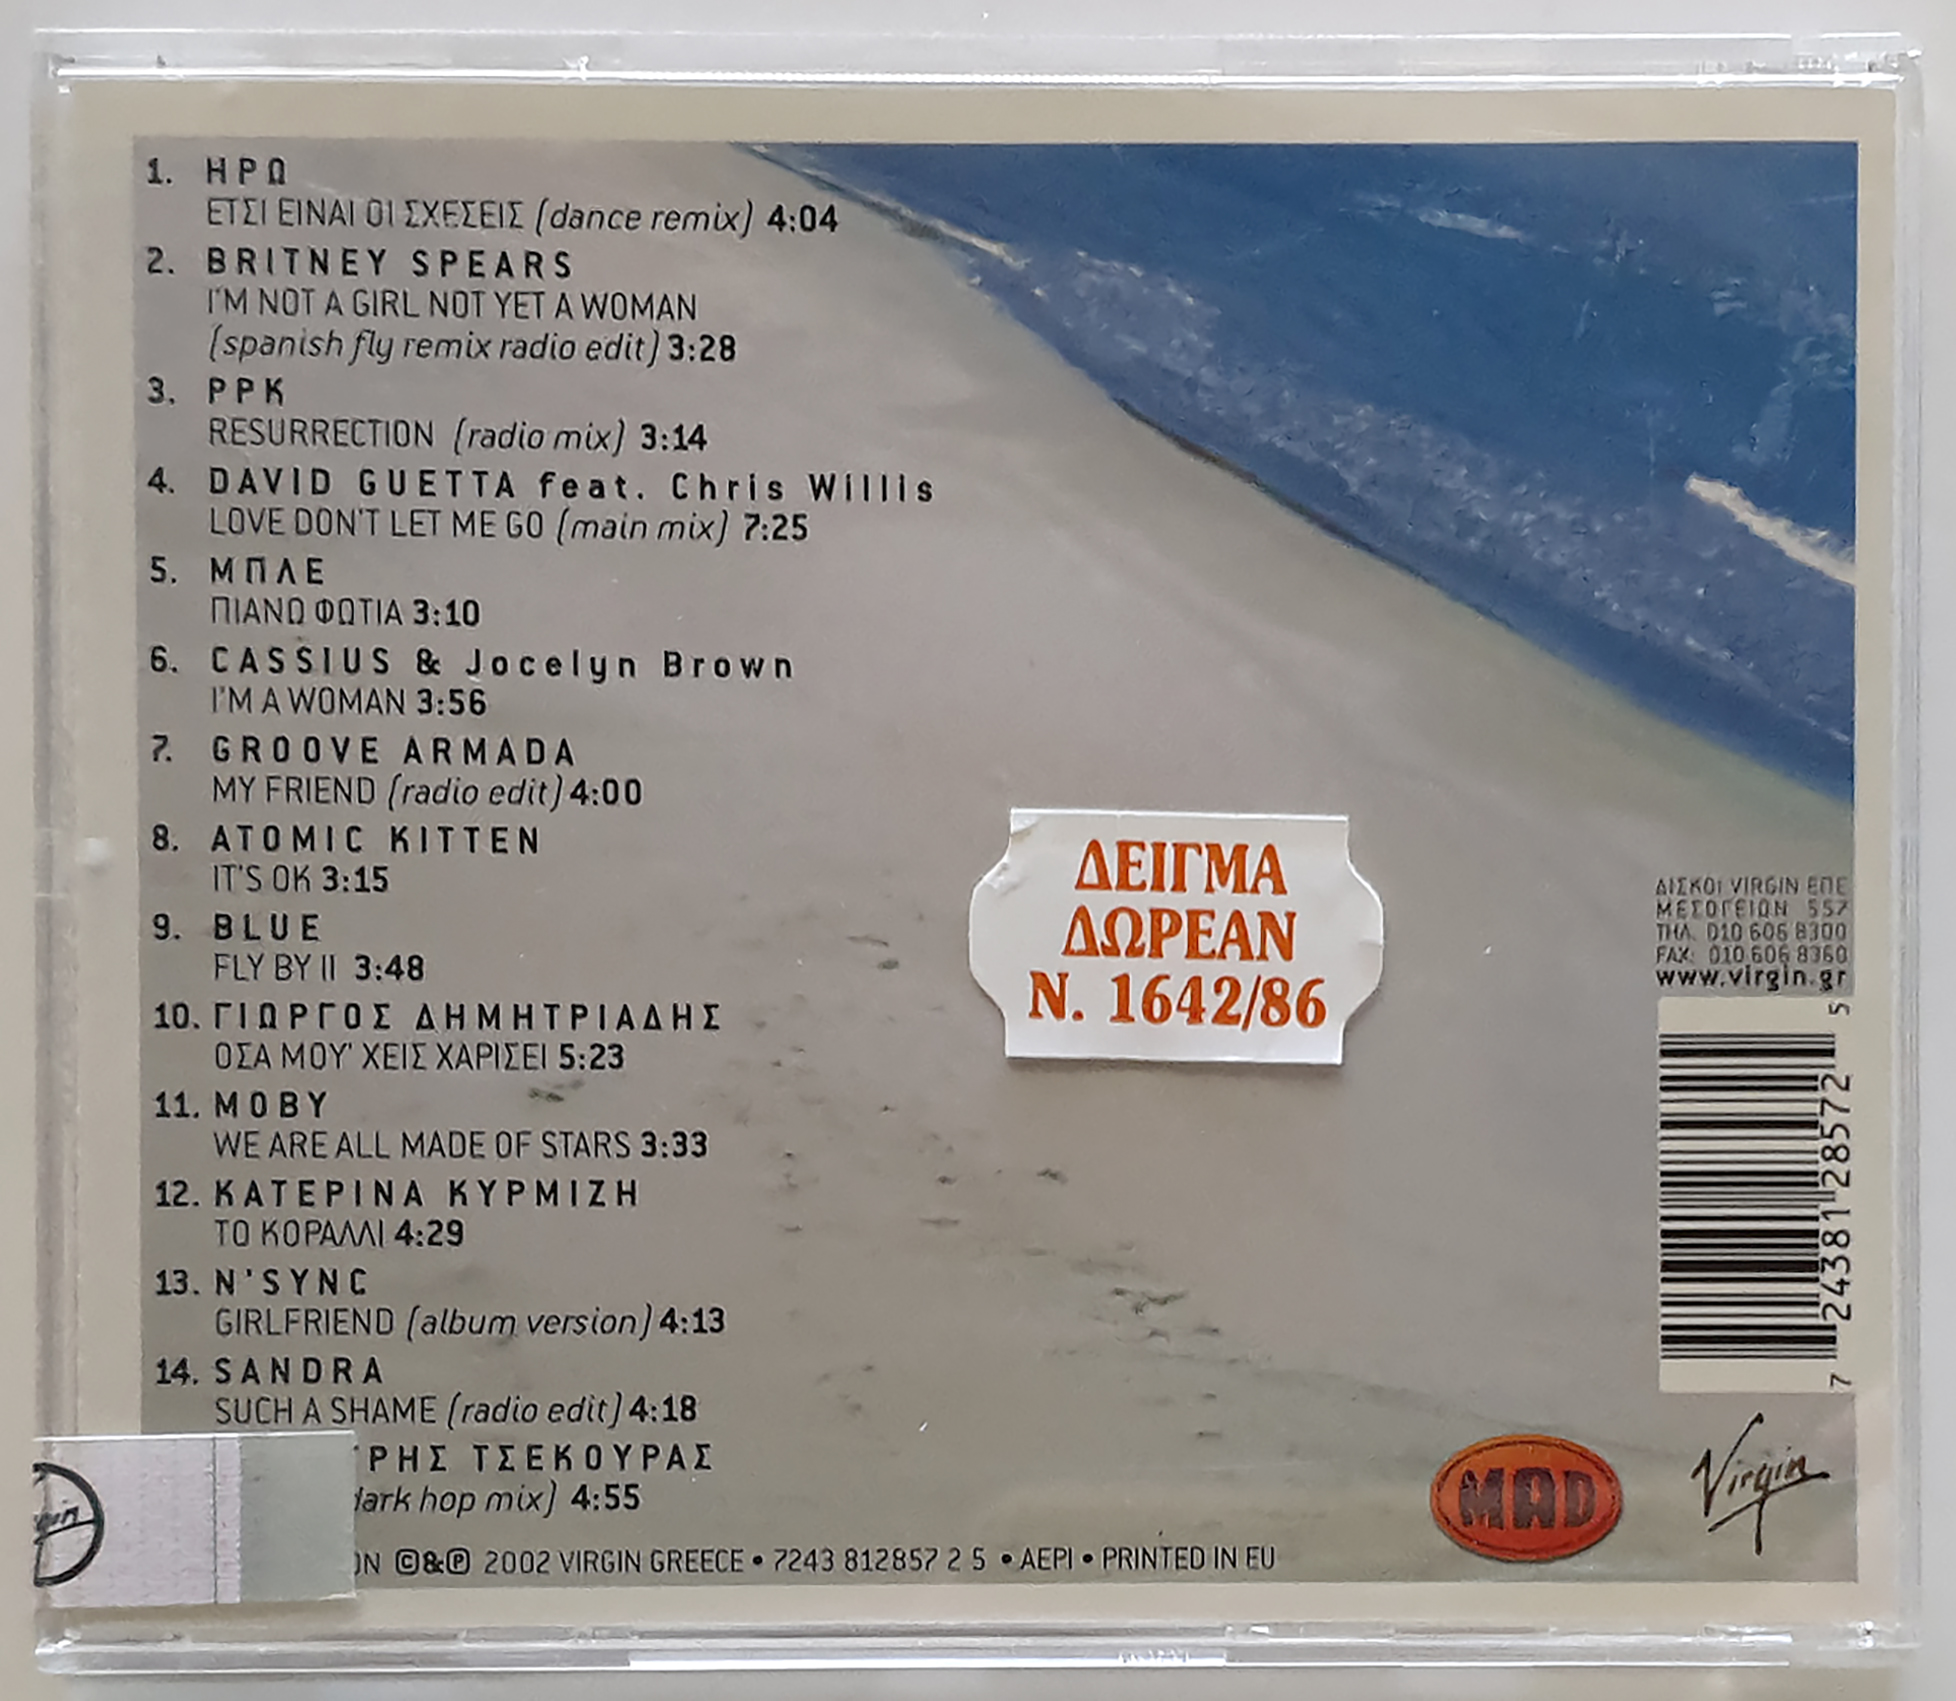 1. ΗΡΩ
ΕΤΣΙ ΕΙΝΑΙ ΟΙ ΣΧΕΣΕΙΣ (dance remix) 4:04
2. BRITNEY SPEARS
I'M NOT A GIRL NOT YET A WOMAN
(spanish fly remix radio edit) 3:28
3. PPK
RESURRECTION (radio mix) 3:14
4. DAVID GUETTA feat. Chris Willis
LOVE DON'T LET ME GO (main mix) 7:25
5. ΜΠΛΕ
ΠΙΑΝΩ ΦΩΤΙΑ 3:10
6. CASSIUS & Jocelyn Brown
I'M A WOMAN 3:56
7. GROOVE ARMADA
MY FRIEND (radio edit) 4:00
8. ATOMIC KITTEN
IT'S OK 3:15
9. BLUE
FLY BY II 3:48
10. ΓΙΩΡΓΟΣ ΔΗΜΗΤΡΙΑΔΗΣ
ΟΣΑ ΜΟΥ' ΧΕΙΣ ΧΑΡΙΣΕΙ 5:23
11. MOBY
WE ARE ALL MADE OF STARS 3:33
12. ΚΑΤΕΡΙΝΑ ΚΥΡΜΙΖΗ
ΤΟ ΚΟΡΑΛΛΙ 4:29
13. N'SYNC
GIRLFRIEND (album version) 4:13
14. SANDRA
SUCH A SHAME (radio edit) 4:18
ΡΗΣ ΤΣΕΚΟΥΡΑΣ
dark hop mix) 4:55
ON ©&℗ 2002 VIRGIN GREECE • 7243 812857 2 5 • ΑΕΡΙ • PRINTED IN EU
ΔΕΙΓΜΑ
ΔΩΡΕΑΝ
Ν. 1642/86
ΔΙΣΚΟΙ VIRGIN ΕΠΕ
ΜΕΣΟΓΕΙΩΝ 557
ΤΗΛ. 010 606 8300
FAX: 010 606 8360
www.virgin.gr
7 24381 28572 5
MAD
Virgin